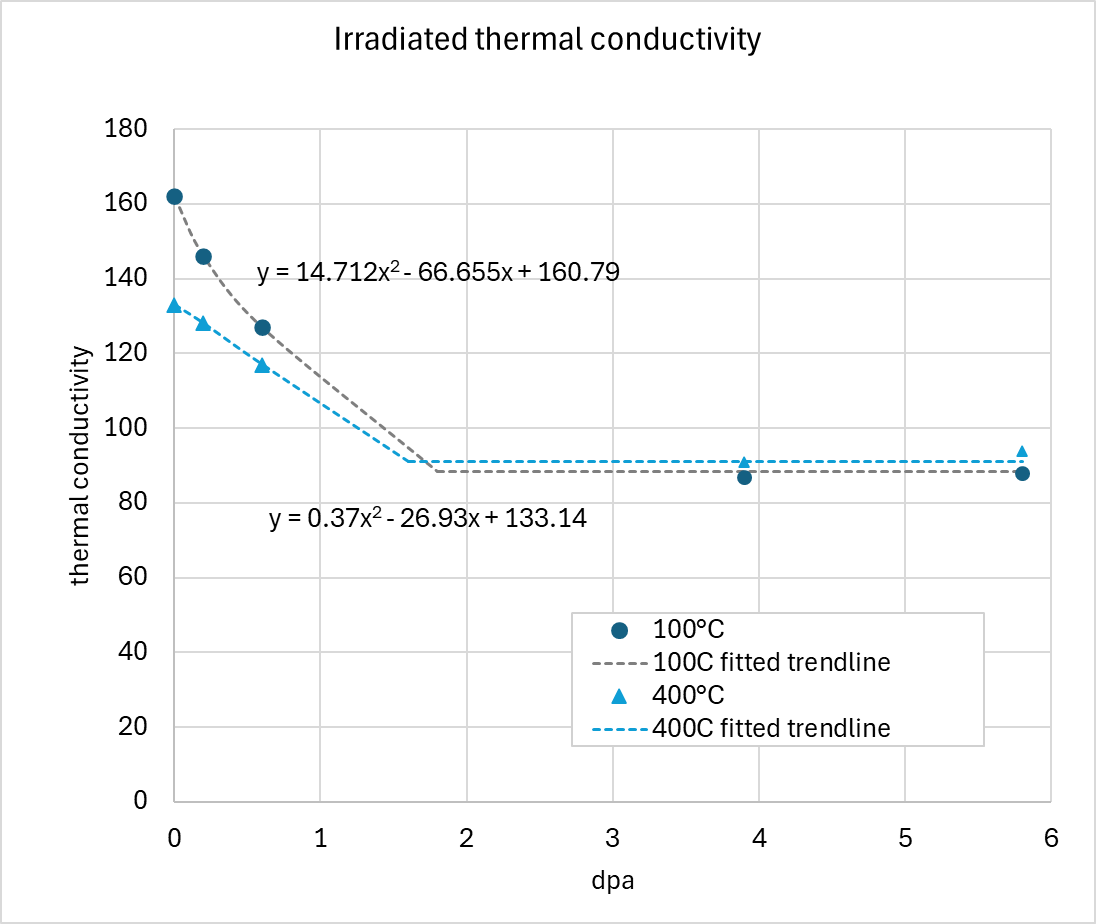 Irradiated thermal conductivity
180
160
140
120
100
80
60
40
20
0
thermal conductivity
y = 14.712x² - 66.655x + 160.79
y = 0.37x² - 26.93x + 133.14
100°C
100C fitted trendline
400°C
400C fitted trendline
0 1 2 3 4 5 6
dpa